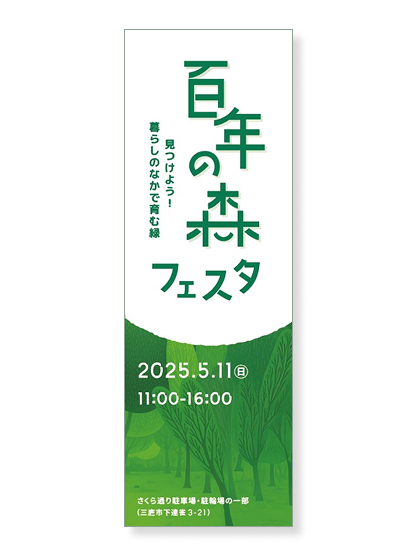 百年の森
フェスタ
見つけよう!
暮らしのなかで育む緑
2025.5.11㊐
11:00-16:00
さくら通り駐車場・駐輪場の一部
(三鷹市下連雀3-21)